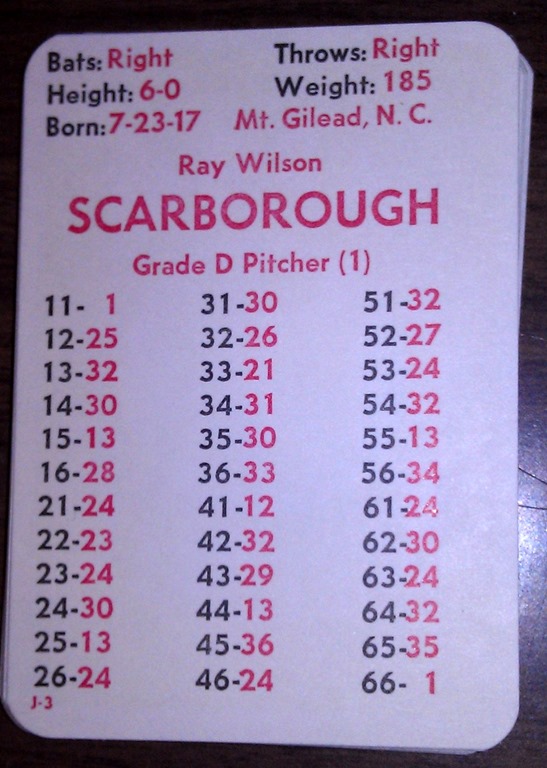 Bats: Right Throws: Right
Height: 6-0 Weight: 185
Born: 7-23-17 Mt. Gilead, N. C.
Ray Wilson
SCARBOROUGH
Grade D Pitcher (1)
11- 1 31-30 51-32
12-25 32-26 52-27
13-32 33-21 53-24
14-30 34-31 54-32
15-13 35-30 55-13
16-28 36-33 56-34
21-24 41-12 61-24
22-23 42-32 62-30
23-24 43-29 63-24
24-30 44-13 64-32
25-13 45-36 65-35
26-24 46-24 66- 1
J-3